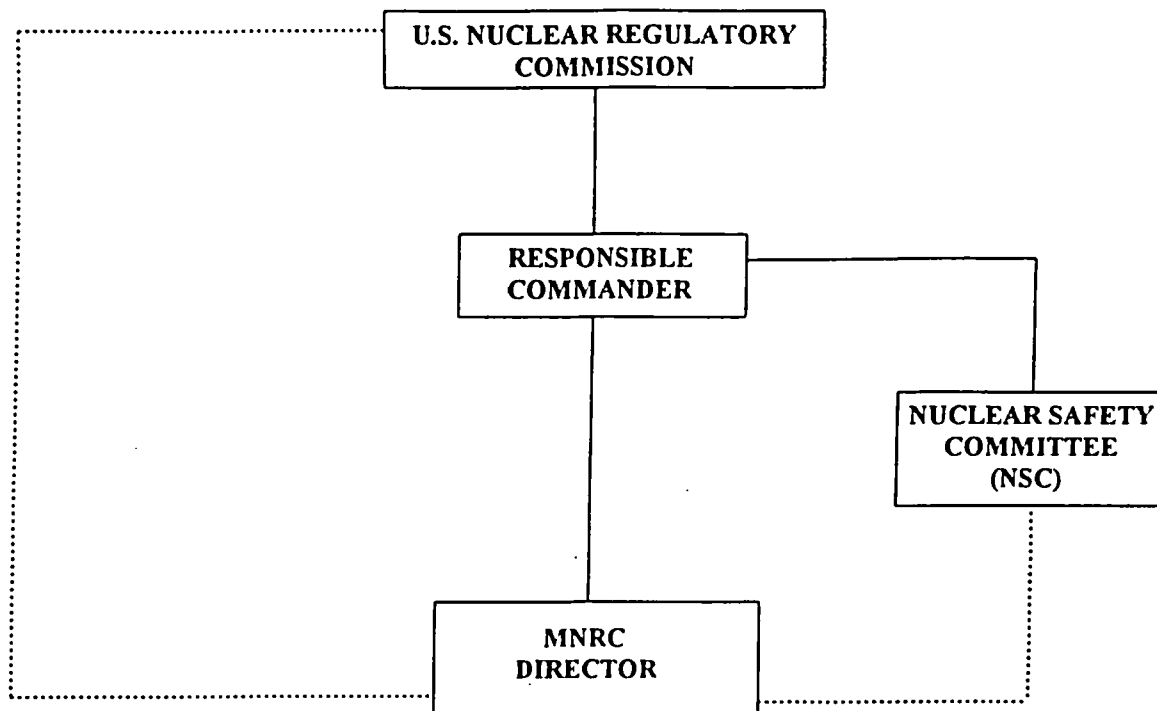 U.S. NUCLEAR REGULATORY
COMMISSION
RESPONSIBLE
COMMANDER
NUCLEAR SAFETY
COMMITTEE
(NSC)
MNRC
DIRECTOR